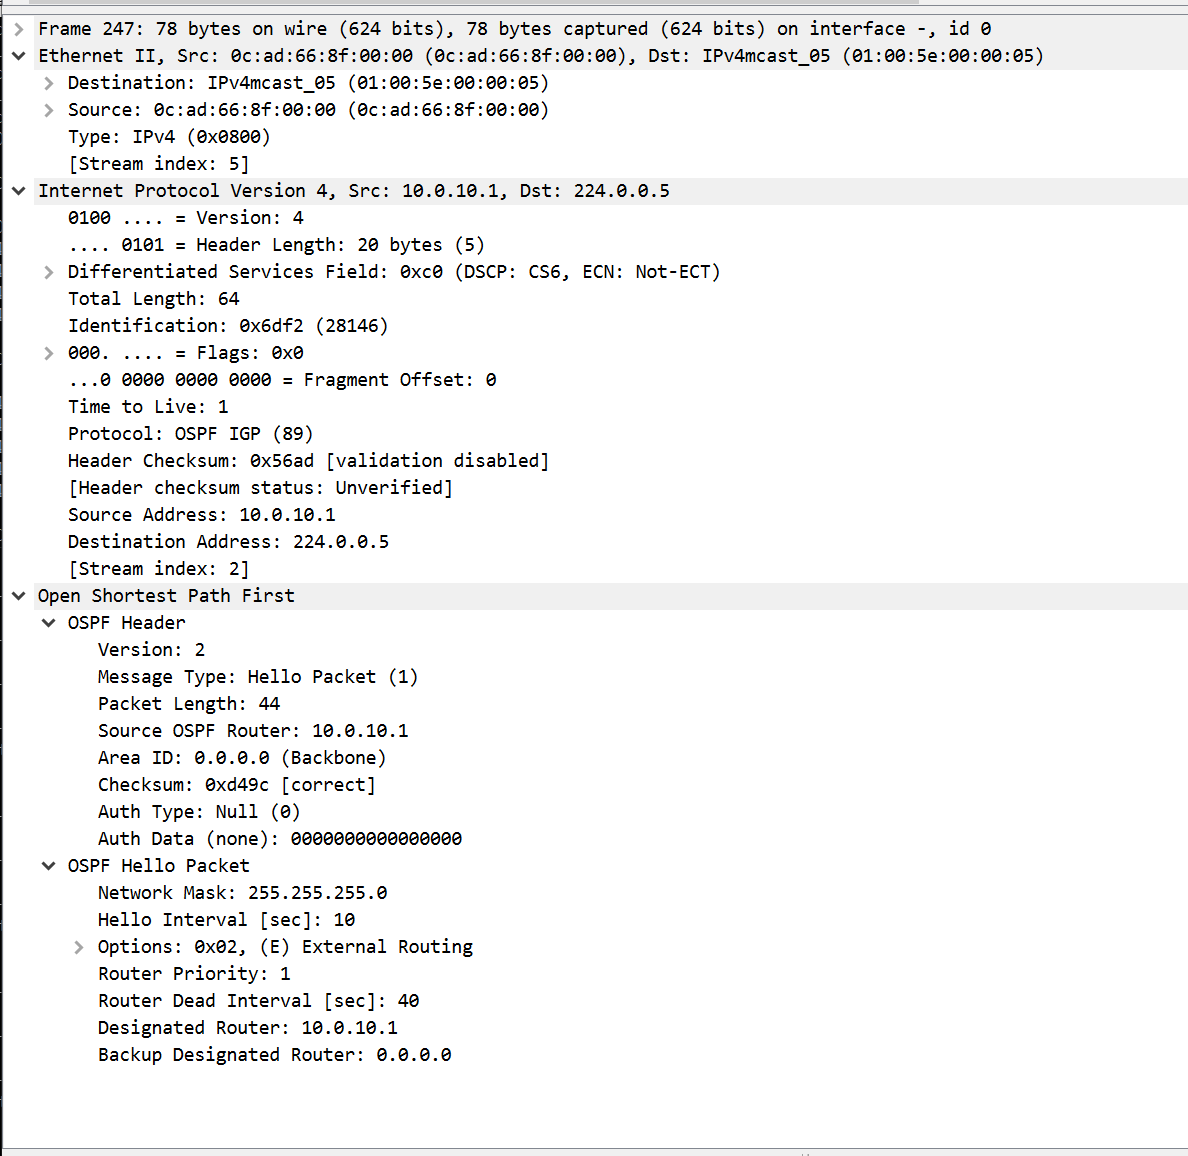 Frame 247: 78 bytes on wire (624 bits), 78 bytes captured (624 bits) on interface -, id 0
Ethernet II, Src: 0c:ad:66:8f:00:00 (0c:ad:66:8f:00:00), Dst: IPv4mcast_05 (01:00:5e:00:00:05)
Destination: IPv4mcast_05 (01:00:5e:00:00:05)
Source: 0c:ad:66:8f:00:00 (0c:ad:66:8f:00:00)
Type: IPv4 (0x0800)
[Stream index: 5]
Internet Protocol Version 4, Src: 10.0.10.1, Dst: 224.0.0.5
0100 .... = Version: 4
.... 0101 = Header Length: 20 bytes (5)
Differentiated Services Field: 0xc0 (DSCP: CS6, ECN: Not-ECT)
Total Length: 64
Identification: 0x6df2 (28146)
000. .... = Flags: 0x0
...0 0000 0000 0000 = Fragment Offset: 0
Time to Live: 1
Protocol: OSPF IGP (89)
Header Checksum: 0x56ad [validation disabled]
[Header checksum status: Unverified]
Source Address: 10.0.10.1
Destination Address: 224.0.0.5
[Stream index: 2]
Open Shortest Path First
OSPF Header
Version: 2
Message Type: Hello Packet (1)
Packet Length: 44
Source OSPF Router: 10.0.10.1
Area ID: 0.0.0.0 (Backbone)
Checksum: 0xd49c [correct]
Auth Type: Null (0)
Auth Data (none): 0000000000000000
OSPF Hello Packet
Network Mask: 255.255.255.0
Hello Interval [sec]: 10
Options: 0x02, (E) External Routing
Router Priority: 1
Router Dead Interval [sec]: 40
Designated Router: 10.0.10.1
Backup Designated Router: 0.0.0.0